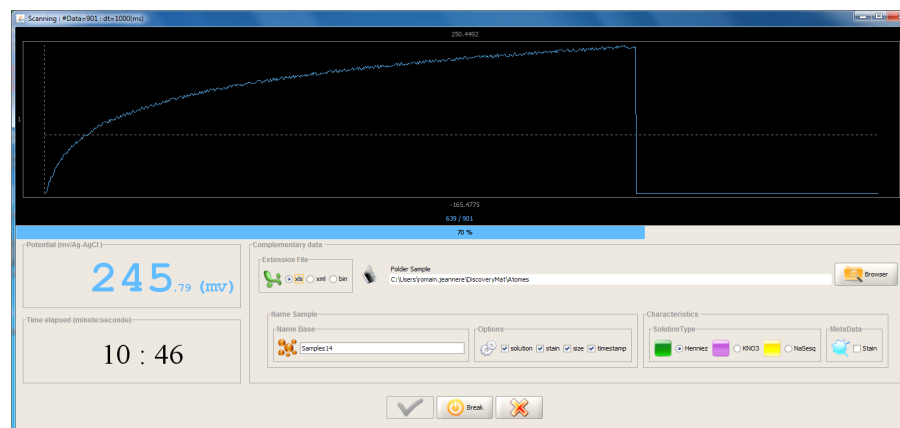 Scanning : #Data=901 ; dt=1000(ms)
250.4492
1
-165.4775
639 / 901
70 %
Potential (mv/Ag-AgCl )
245.79 (mv)
Time elapsed (minute:seconde)
10 : 46
Complementary data
Extension File
xls xml bin
Folder Sample
C:\Users\romain.jeannere\DiscoveryMat\Atomes
Browser
Name Sample
Name Base
Samples14
Options
solution stain size timestamp
Characteristics
SolutionType
Henniez KNO3 NaSesq
MetaData
Stain
Break